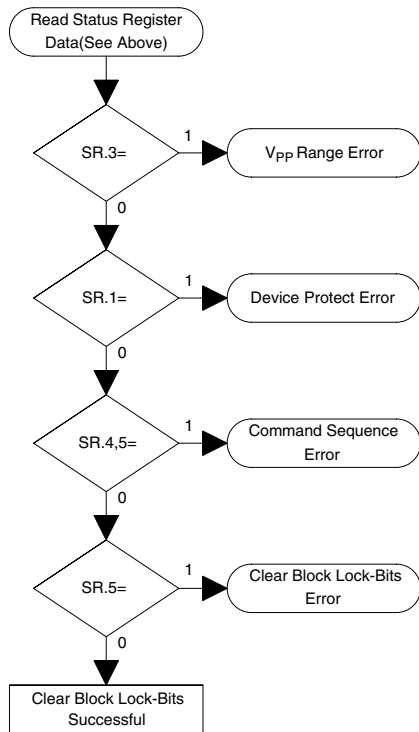 Read Status Register
Data(See Above)
SR.3=
1
VPP Range Error
0
SR.1=
1
Device Protect Error
0
SR.4,5=
1
Command Sequence
Error
0
SR.5=
1
Clear Block Lock-Bits
Error
0
Clear Block Lock-Bits
Successful